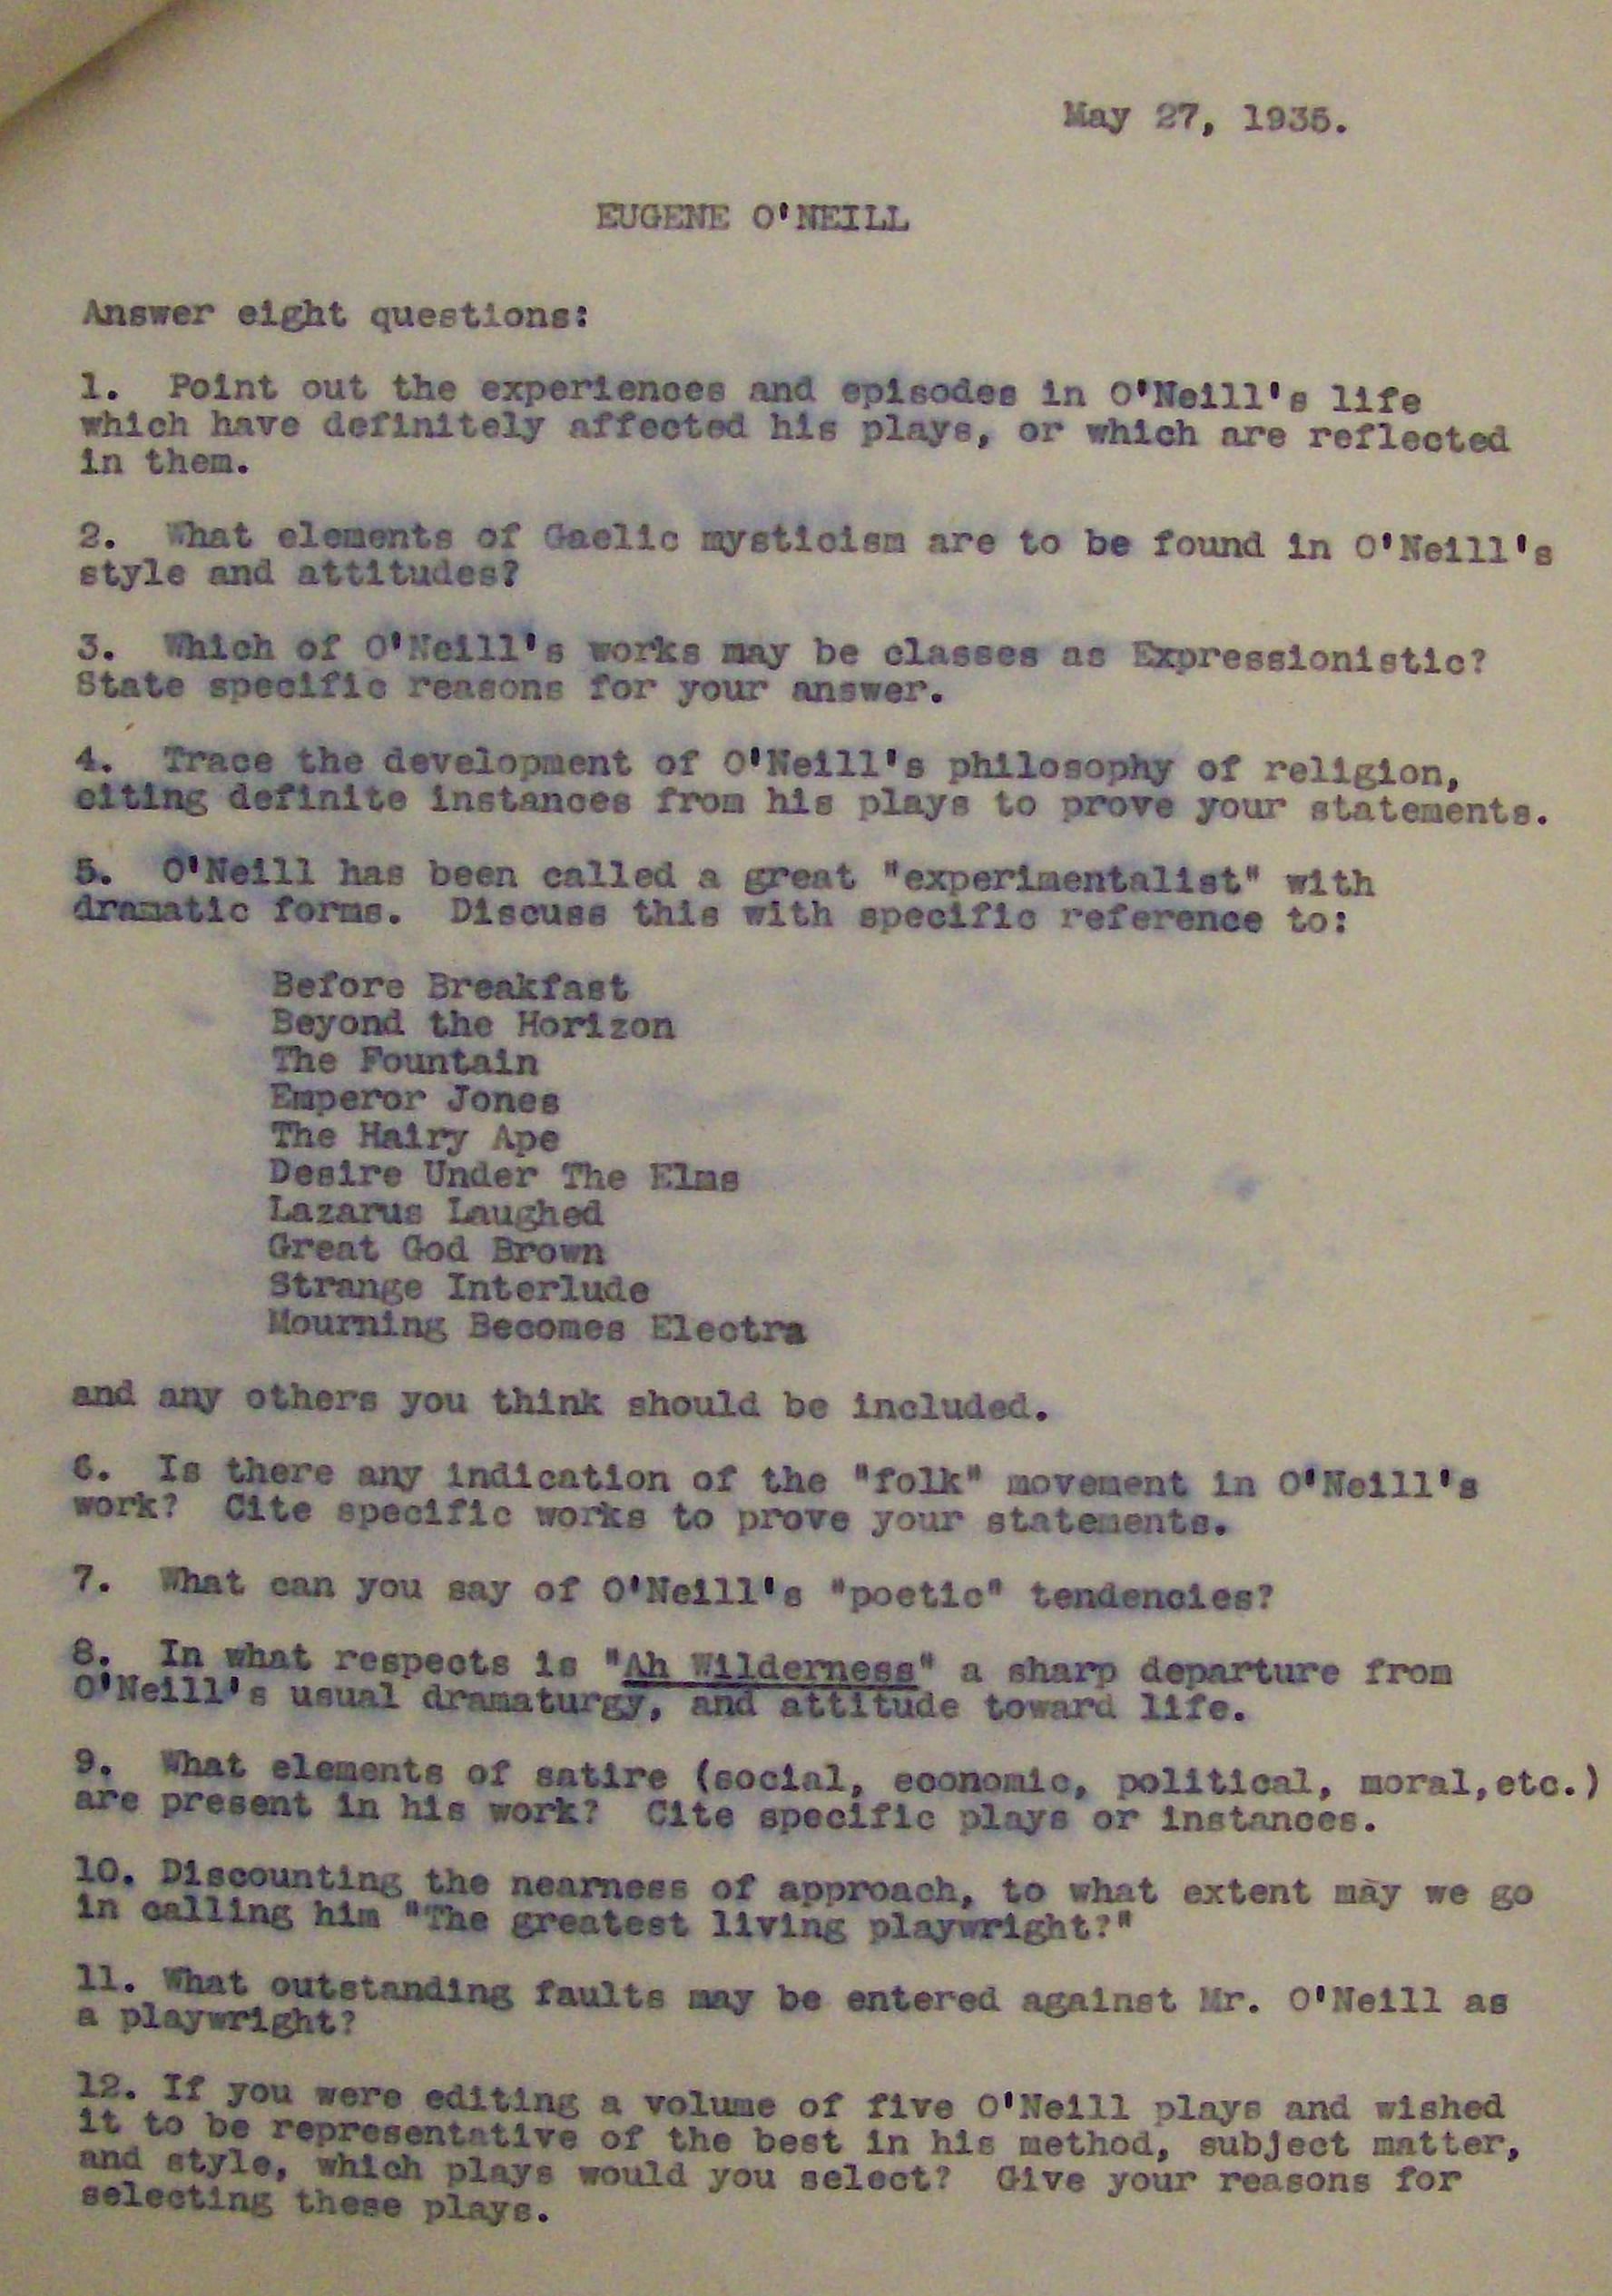 May 27, 1935.
EUGENE O'NEILL
Answer eight questions:
1. Point out the experiences and episodes in O'Neill's life
which have definitely affected his plays, or which are reflected
in them.
2. What elements of Gaelic mysticism are to be found in O'Neill's
style and attitudes?
3. Which of O'Neill's works may be classes as Expressionistic?
State specific reasons for your answer.
4. Trace the development of O'Neill's philosophy of religion,
citing definite instances from his plays to prove your statements.
5. O'Neill has been called a great "experimentalist" with
dramatic forms. Discuss this with specific reference to:
Before Breakfast
Beyond the Horizon
The Fountain
Emperor Jones
The Hairy Ape
Desire Under The Elms
Lazarus Laughed
Great God Brown
Strange Interlude
Mourning Becomes Electra
and any others you think should be included.
6. Is there any indication of the "folk" movement in O'Neill's
work? Cite specific works to prove your statements.
7. What can you say of O'Neill's "poetic" tendencies?
8. In what respects is "Ah Wilderness" a sharp departure from
O'Neill's usual dramaturgy, and attitude toward life.
9. What elements of satire (social, economic, political, moral,etc.)
are present in his work? Cite specific plays or instances.
10. Discounting the nearness of approach, to what extent may we go
in calling him "The greatest living playwright?"
11. What outstanding faults may be entered against Mr. O'Neill as
a playwright?
12. If you were editing a volume of five O'Neill plays and wished
it to be representative of the best in his method, subject matter,
and style, which plays would you select? Give your reasons for
selecting these plays.